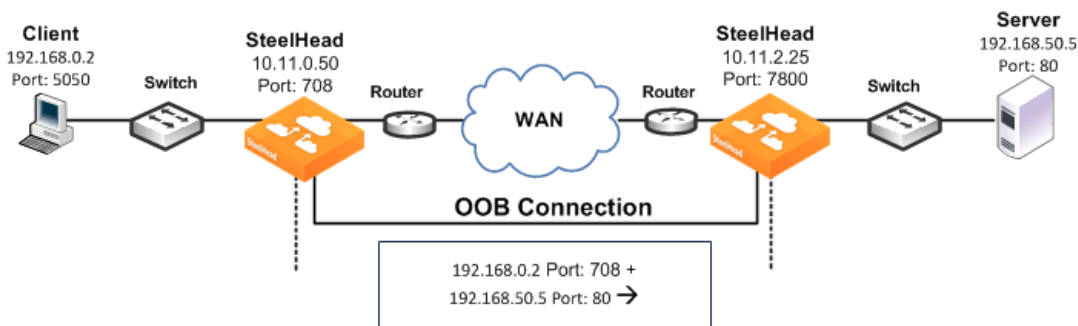 Client
192.168.0.2
Port: 5050
Switch
SteelHead
10.11.0.50
Port: 708
SteelHead
Router
WAN
Router
SteelHead
10.11.2.25
Port: 7800
SteelHead
Switch
Server
192.168.50.5
Port: 80
OOB Connection
192.168.0.2 Port: 708 +
192.168.50.5 Port: 80 →